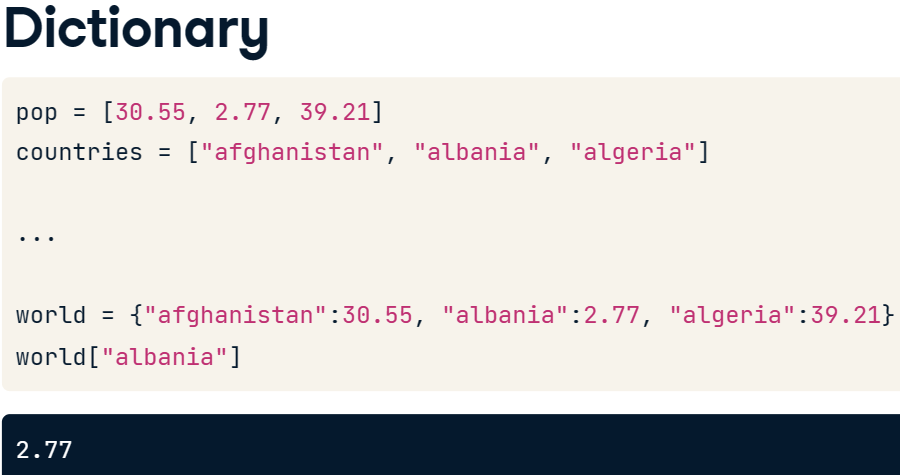 Dictionary
pop = [30.55, 2.77, 39.21]
countries = ["afghanistan", "albania", "algeria"]
...
world = {"afghanistan":30.55, "albania":2.77, "algeria":39.21}
world["albania"]
2.77